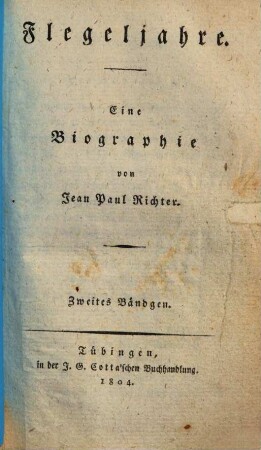 Flegeljahre.
Eine
Biographie
von
Jean Paul Richter.
Zweites Bändgen.
Tübingen,
in der J. G. Cotta'schen Buchhandlung.
1804.